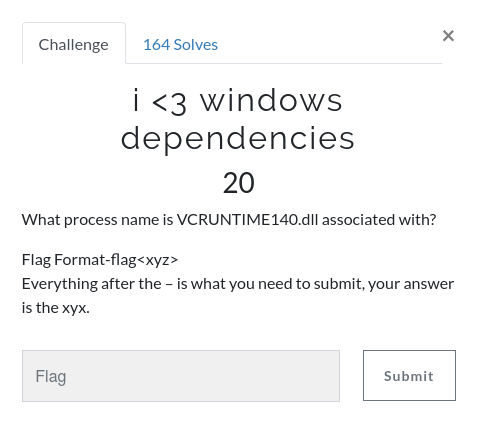 Challenge
164 Solves
×
i <3 windows
dependencies
20
What process name is VCRUNTIME140.dll associated with?
Flag Format-flag<xyz>
Everything after the – is what you need to submit, your answer
is the xyx.
Flag
Submit